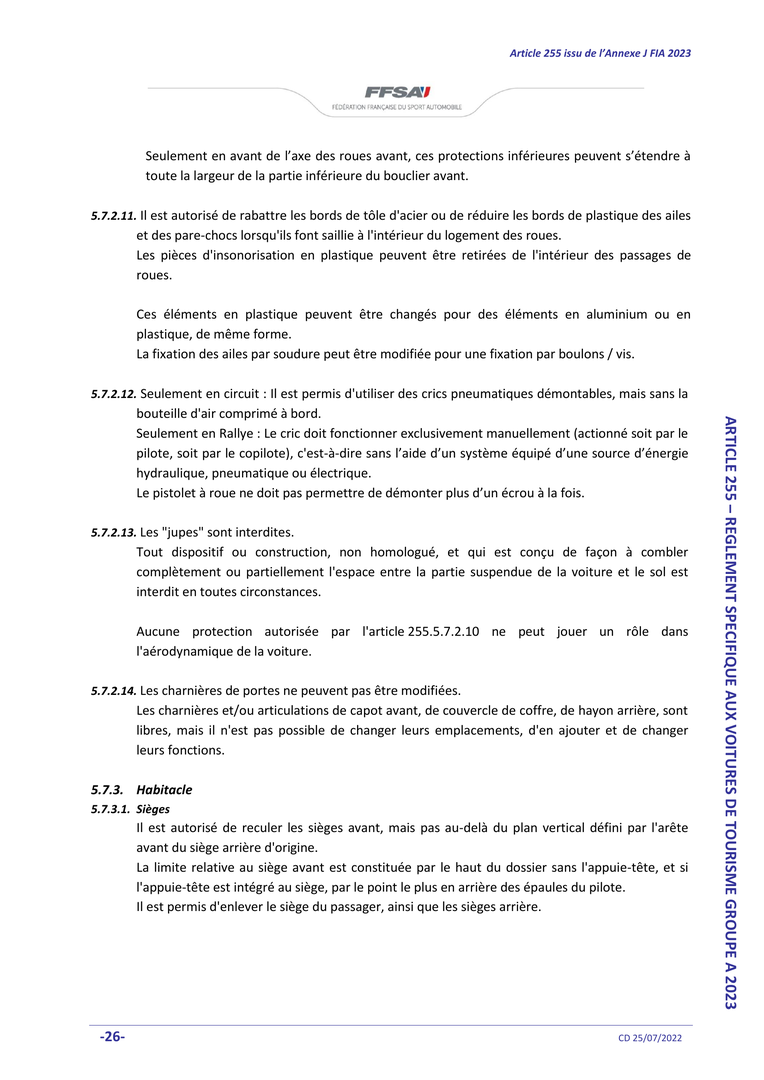 Article 255 issu de l'Annexe J FIA 2023
FFSA
FÉDÉRATION FRANÇAISE DU SPORT AUTOMOBILE
Seulement en avant de l’axe des roues avant, ces protections inférieures peuvent s’étendre à
toute la largeur de la partie inférieure du bouclier avant.
5.7.2.11. Il est autorisé de rabattre les bords de tôle d'acier ou de réduire les bords de plastique des ailes
et des pare-chocs lorsqu'ils font saillie à l'intérieur du logement des roues.
Les pièces d'insonorisation en plastique peuvent être retirées de l'intérieur des passages de
roues.
Ces éléments en plastique peuvent être changés pour des éléments en aluminium ou en
plastique, de même forme.
La fixation des ailes par soudure peut être modifiée pour une fixation par boulons / vis.
5.7.2.12. Seulement en circuit : Il est permis d'utiliser des crics pneumatiques démontables, mais sans la
bouteille d'air comprimé à bord.
Seulement en Rallye : Le cric doit fonctionner exclusivement manuellement (actionné soit par le
pilote, soit par le copilote), c'est-à-dire sans l’aide d’un système équipé d’une source d’énergie
hydraulique, pneumatique ou électrique.
Le pistolet à roue ne doit pas permettre de démonter plus d’un écrou à la fois.
5.7.2.13. Les "jupes" sont interdites.
Tout dispositif ou construction, non homologué, et qui est conçu de façon à combler
complètement ou partiellement l'espace entre la partie suspendue de la voiture et le sol est
interdit en toutes circonstances.
Aucune protection autorisée par l'article 255.5.7.2.10 ne peut jouer un rôle dans
l'aérodynamique de la voiture.
5.7.2.14. Les charnières de portes ne peuvent pas être modifiées.
Les charnières et/ou articulations de capot avant, de couvercle de coffre, de hayon arrière, sont
libres, mais il n'est pas possible de changer leurs emplacements, d'en ajouter et de changer
leurs fonctions.
5.7.3. Habitacle
5.7.3.1. Sièges
Il est autorisé de reculer les sièges avant, mais pas au-delà du plan vertical défini par l'arête
avant du siège arrière d'origine.
La limite relative au siège avant est constituée par le haut du dossier sans l'appuie-tête, et si
l'appuie-tête est intégré au siège, par le point le plus en arrière des épaules du pilote.
Il est permis d'enlever le siège du passager, ainsi que les sièges arrière.
ARTICLE 255 – REGLEMENT SPECIFIQUE AUX VOITURES DE TOURISME GROUPE A 2023
-26-
CD 25/07/2022